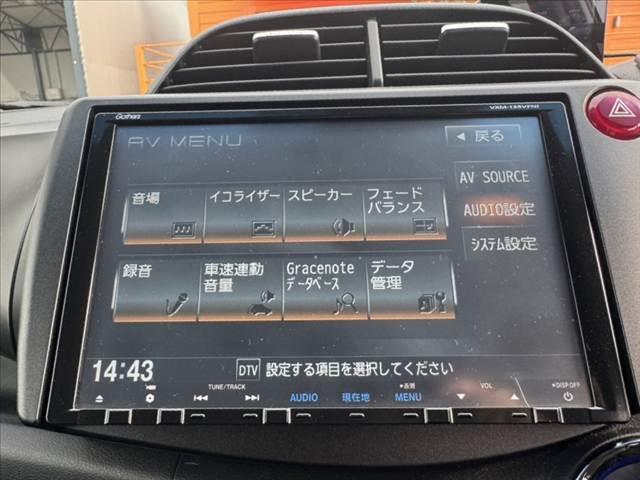 Gathers
AV MENU
◀ 戻る
AV SOURCE
AUDIO設定
システム設定
音場
イコライザー
スピーカー
フェード
バランス
録音
車速連動
音量
Gracenote
データベース
データ
管理
14:43
DTV 設定する項目を選択してください
TUNE/TRACK
AUDIO
現在地
画面
MENU
VOL
DISP OFF